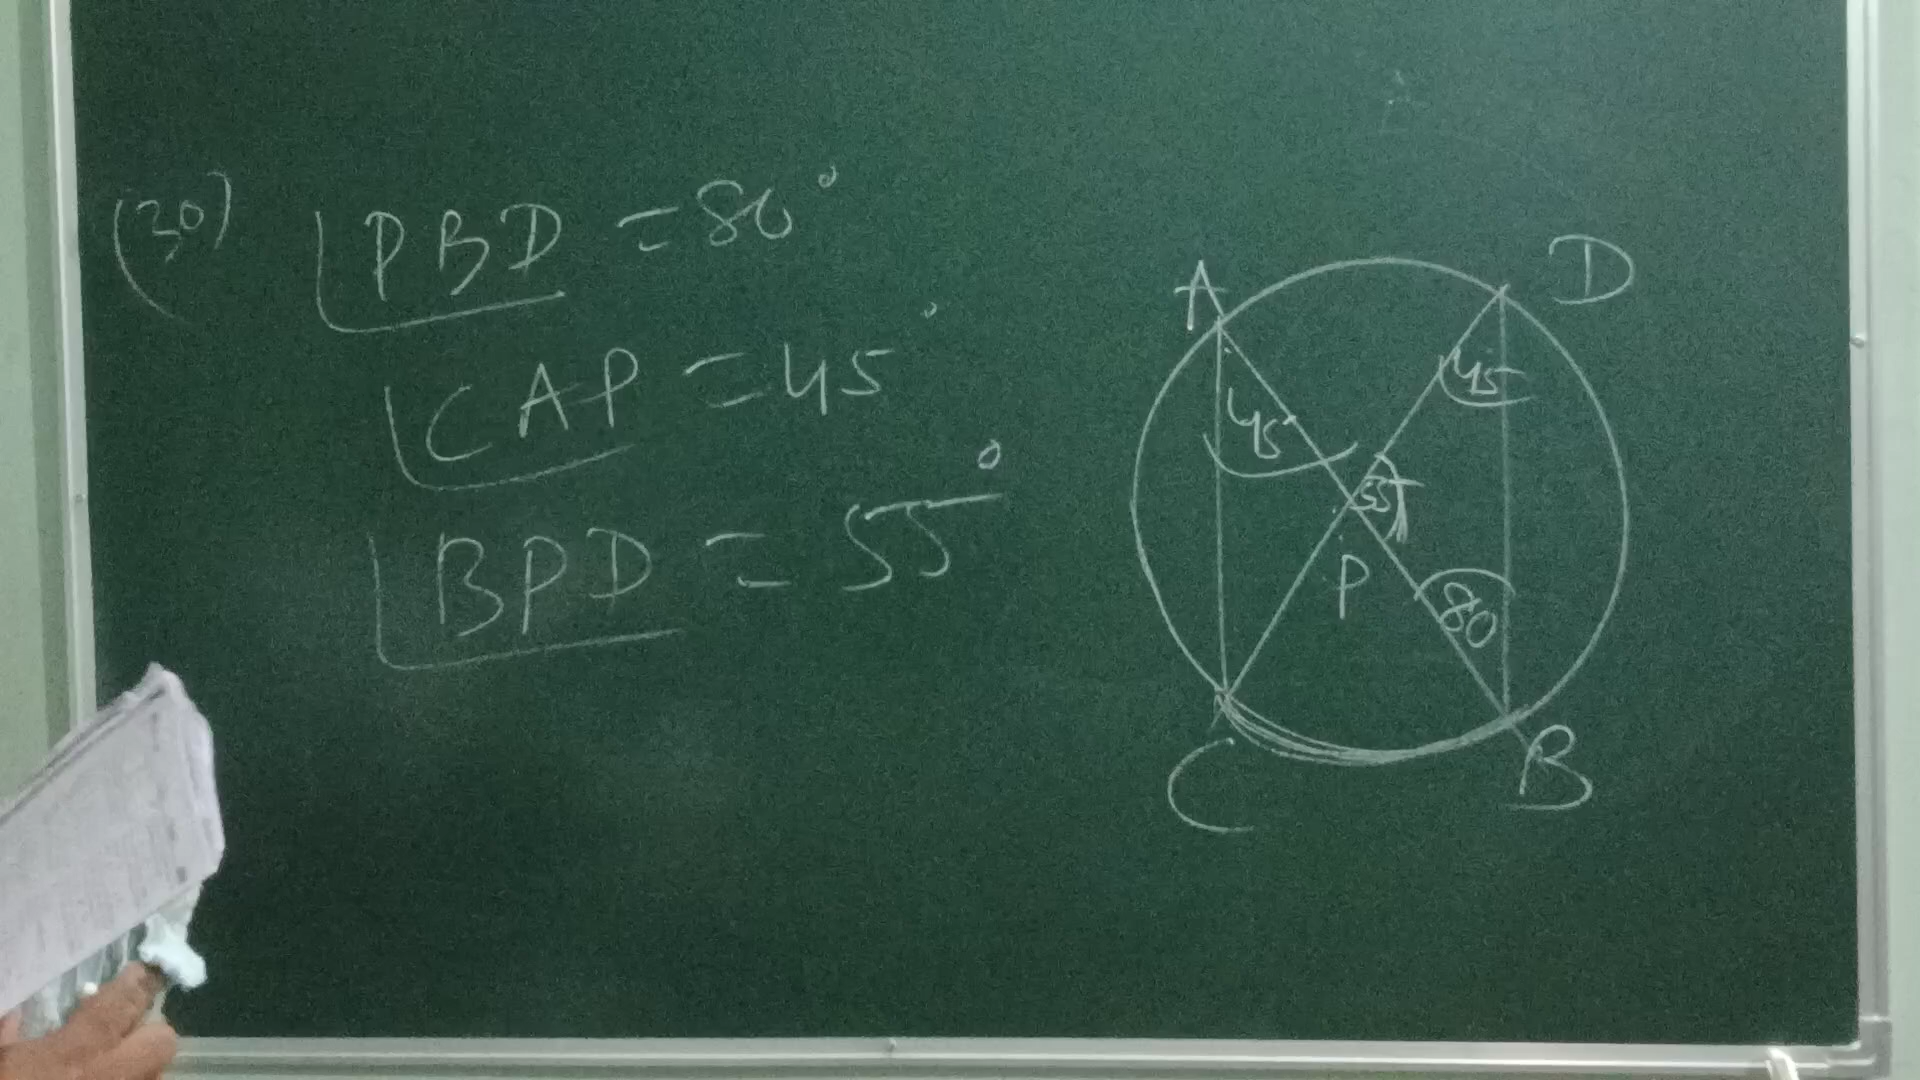 (30) ∠PBD = 80°
∠CAP = 45°
∠BPD = 55°
A
D
45
45
55
P
80
C
B